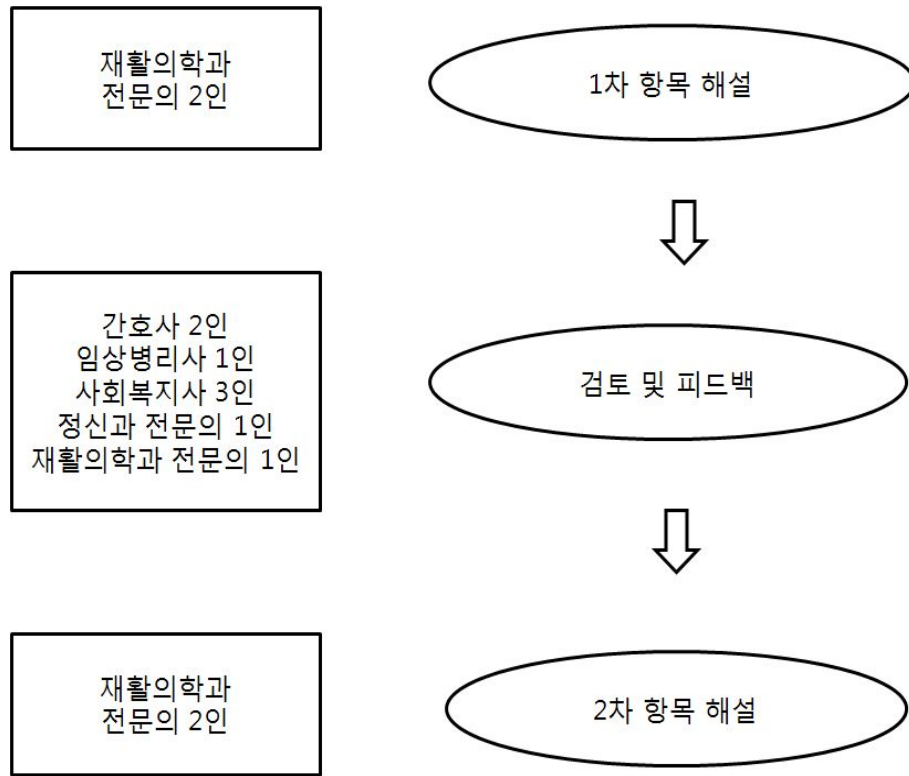 재활의학과
전문의 2인
1차 항목 해설
간호사 2인
임상병리사 1인
사회복지사 3인
정신과 전문의 1인
재활의학과 전문의 1인
검토 및 피드백
재활의학과
전문의 2인
2차 항목 해설